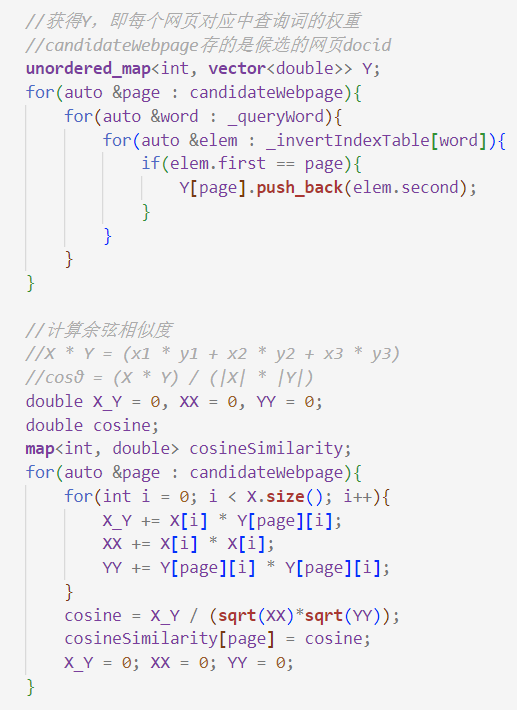 //获得Y，即每个网页对应中查询词的权重
//candidateWebpage存的是候选的网页docid
unordered_map<int, vector<double>> Y;
for(auto &page : candidateWebpage){
    for(auto &word : _queryWord){
        for(auto &elem : _invertIndexTable[word]){
            if(elem.first == page){
                Y[page].push_back(elem.second);
            }
        }
    }
}

//计算余弦相似度
//X * Y = (x1 * y1 + x2 * y2 + x3 * y3)
//cosθ = (X * Y) / (|X| * |Y|)
double X_Y = 0, XX = 0, YY = 0;
double cosine;
map<int, double> cosineSimilarity;
for(auto &page : candidateWebpage){
    for(int i = 0; i < X.size(); i++){
        X_Y += X[i] * Y[page][i];
        XX += X[i] * X[i];
        YY += Y[page][i] * Y[page][i];
    }
    cosine = X_Y / (sqrt(XX)*sqrt(YY));
    cosineSimilarity[page] = cosine;
    X_Y = 0; XX = 0; YY = 0;
}